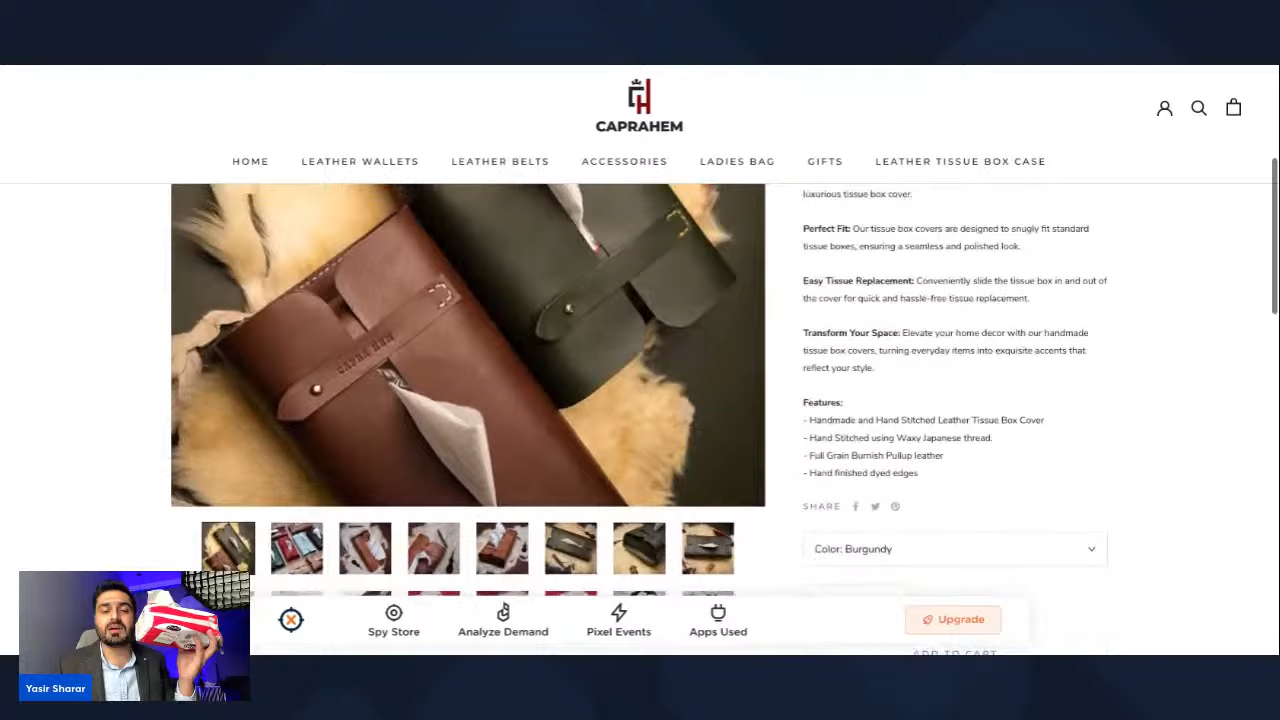 CAPRAHEM
HOME LEATHER WALLETS LEATHER BELTS ACCESSORIES LADIES BAG GIFTS LEATHER TISSUE BOX CASE
luxurious tissue box cover.
Perfect Fit: Our tissue box covers are designed to snugly fit standard
tissue boxes, ensuring a seamless and polished look.
Easy Tissue Replacement: Conveniently slide the tissue box in and out of
the cover for quick and hassle-free tissue replacement.
Transform Your Space: Elevate your home decor with our handmade
tissue box covers, turning everyday items into exquisite accents that
reflect your style.
Features:
- Handmade and Hand Stitched Leather Tissue Box Cover
- Hand Stitched using Waxy Japanese thread.
- Full Grain Burnish Pullup leather
- Hand finished dyed edges
SHARE
Color: Burgundy
CAPRA HEM
Spy Store Analyze Demand Pixel Events Apps Used
Upgrade
ADD TO CART
Yasir Sharar